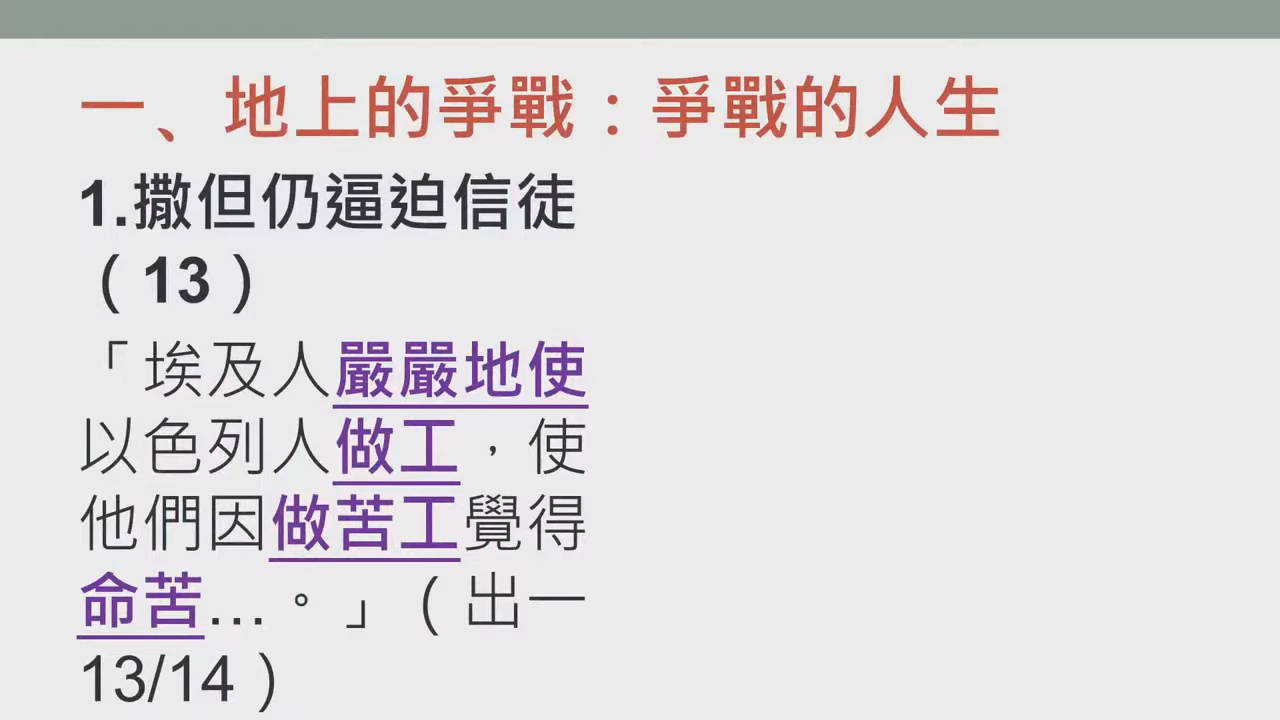 一、地上的爭戰：爭戰的人生
1.撒但仍逼迫信徒
（13）
「埃及人嚴嚴地使
以色列人做工，使
他們因做苦工覺得
命苦…。」（出一
13/14）